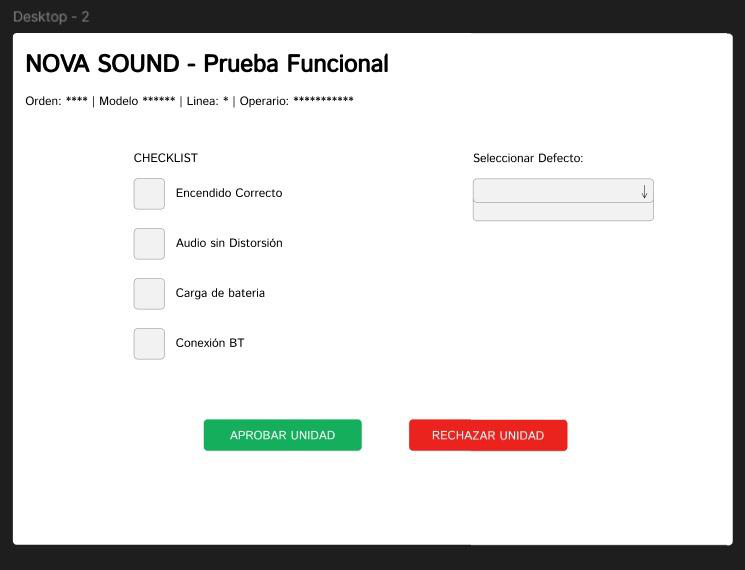 Desktop - 2
NOVA SOUND - Prueba Funcional
Orden: **** | Modelo ****** | Linea: * | Operario: ***********
CHECKLIST
Encendido Correcto
Audio sin Distorsión
Carga de bateria
Conexión BT
Seleccionar Defecto:
APROBAR UNIDAD
RECHAZAR UNIDAD